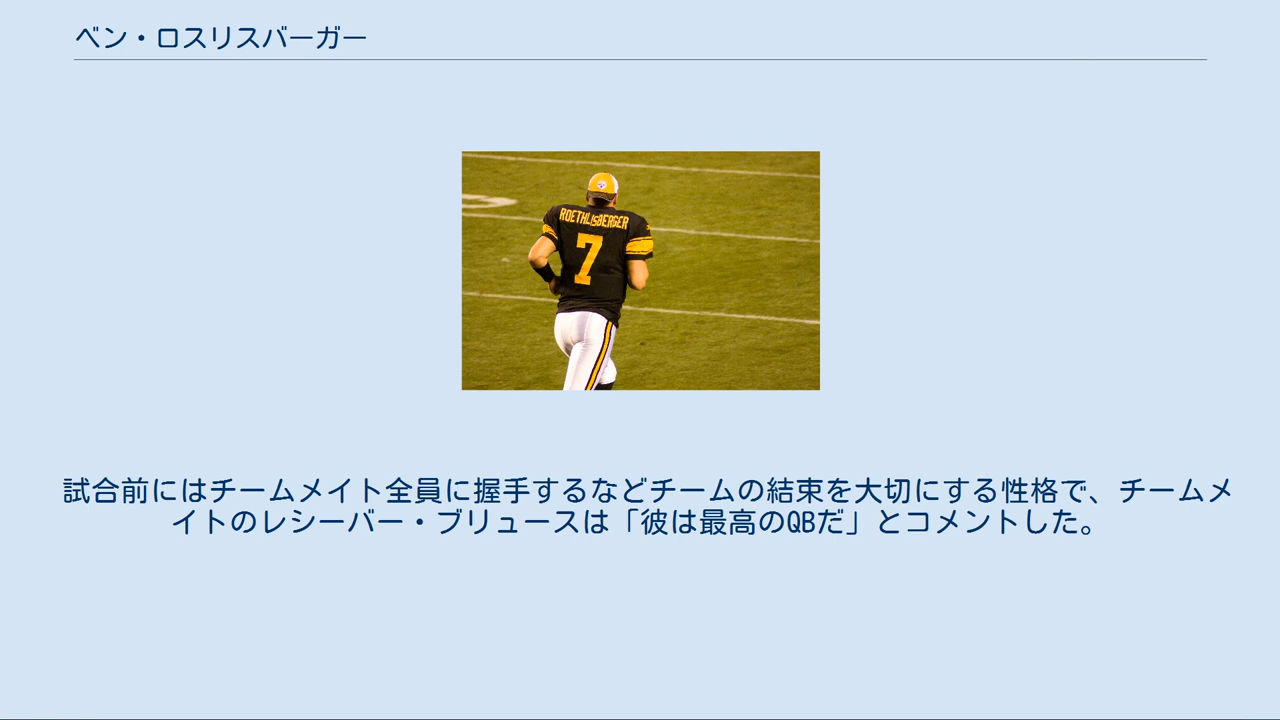 ベン・ロスリスバーガー
ROETHLISBERGER
7
試合前にはチームメイト全員に握手するなどチームの結束を大切にする性格で、チームメ
イトのレシーバー・ブリュースは「彼は最高のQBだ」とコメントした。